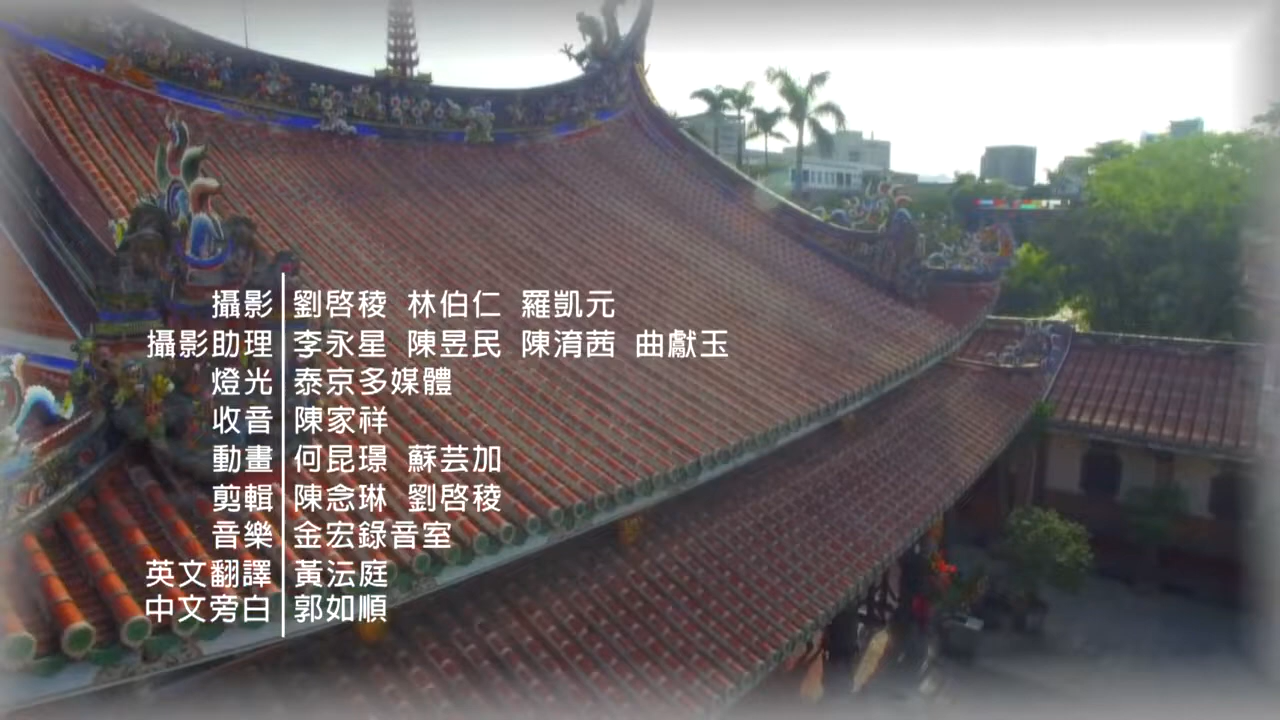 攝影 劉啓稜 林伯仁 羅凱元
攝影助理 李永星 陳昱民 陳淯茜 曲獻玉
燈光 泰京多媒體
收音 陳家祥
動畫 何昆璟 蘇芸加
剪輯 陳念琳 劉啓稜
音樂 金宏錄音室
英文翻譯 黃沄庭
中文旁白 郭如順